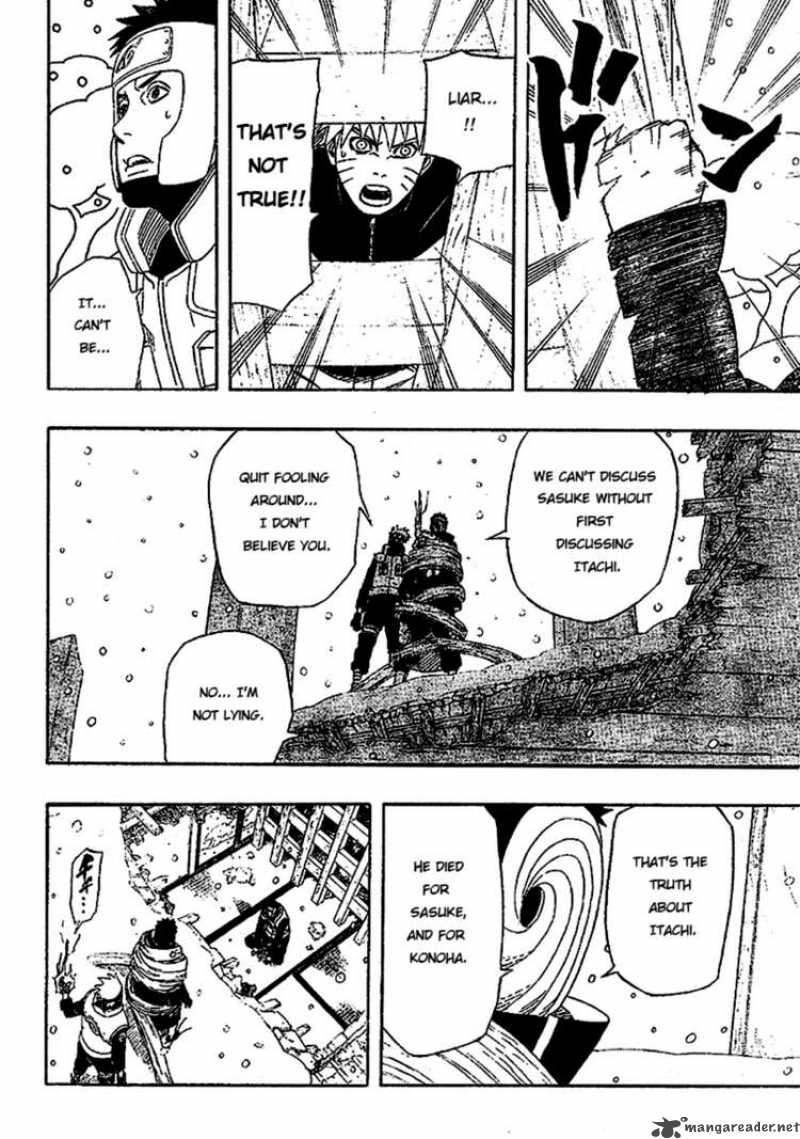 ドン
LIAR...
!!
THAT'S
NOT
TRUE!!
IT...
CAN'T
BE...
WE CAN'T DISCUSS
SASUKE WITHOUT
FIRST
DISCUSSING
ITACHI.
QUIT FOOLING
AROUND...
I DON'T
BELIEVE YOU.
NO... I'M
NOT LYING.
THAT'S THE
TRUTH
ABOUT
ITACHI.
HE DIED
FOR
SASUKE,
AND FOR
KONOHA.
mangareader.net